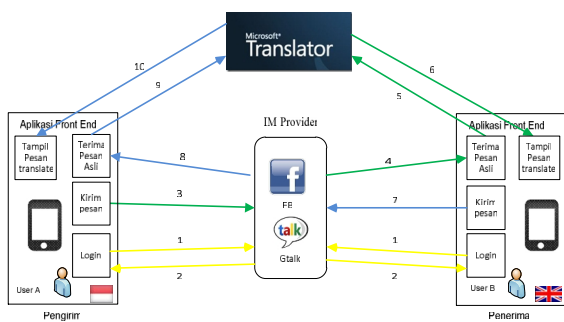 Microsoft®
Translator
10
9
6
5
IM Provider
Aplikasi Front End
Tampil
Pesan
translate
Terima
Pesan
Asli
Kirim
pesan
Login
User A
Pengirim
8
3
1
2
f
FB
talk
Gtalk
4
7
1
2
Aplikasi Front End
Terima
Pesan
Asli
Tampil
Pesan
translate
Kirim
pesan
Login
User B
Penerima